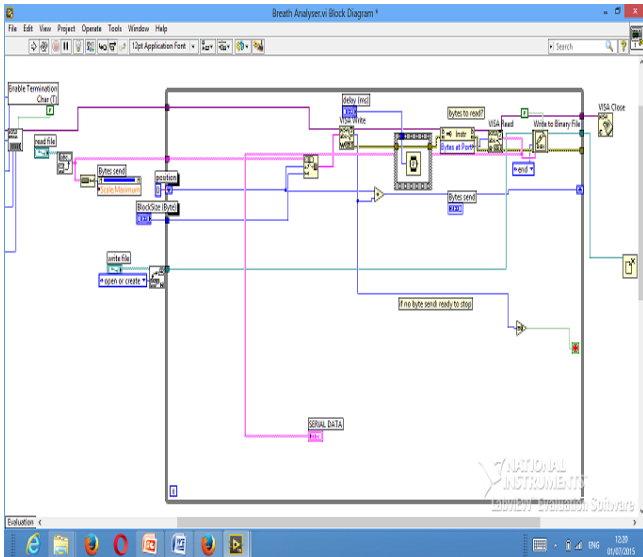 Breath Analyser.vi Block Diagram *
File Edit View Project Operate Tools Window Help
12pt Application Font
Search
Enable Termination
Char (T)
F
read file
Bytes send
Scale.Maximum
position
0
BlockSize (Byte)
write file
open or create
delay (ms)
VISA Write
bytes to read?
Instr
Bytes at Port
VISA Read
F
Write to Binary File
end
VISA Close
Bytes send
if no byte send: ready to stop
SERIAL DATA
i
NATIONAL
INSTRUMENTS
LabVIEW Evaluation Software
Evaluation
ENG
12:20
01/07/2015